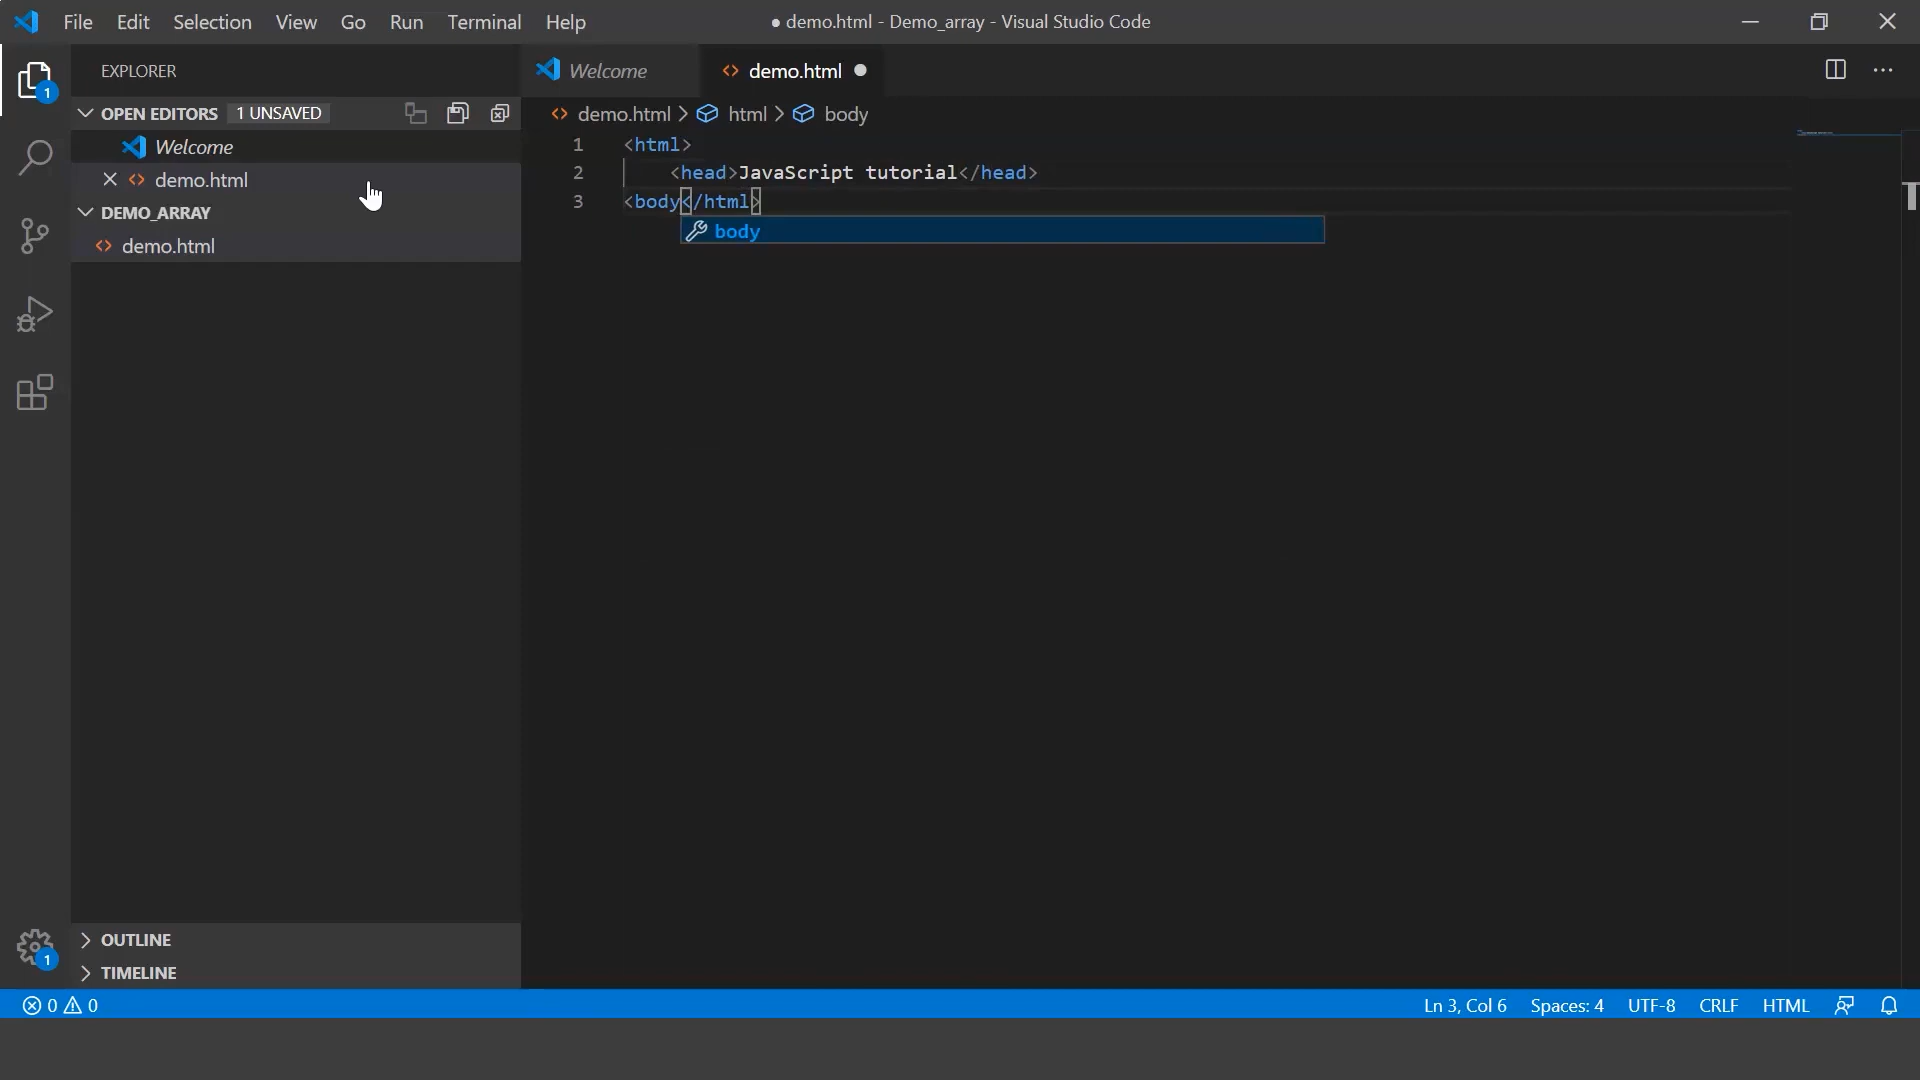 File Edit Selection View Go Run Terminal Help ● demo.html - Demo_array - Visual Studio Code
EXPLORER
Welcome demo.html
1
OPEN EDITORS 1 UNSAVED
demo.html > html > body
Welcome
demo.html
DEMO_ARRAY
demo.html
1 <html>
2 <head>JavaScript tutorial</head>
3 <body</html>
body
OUTLINE
1
TIMELINE
0 0 Ln 3, Col 6 Spaces: 4 UTF-8 CRLF HTML